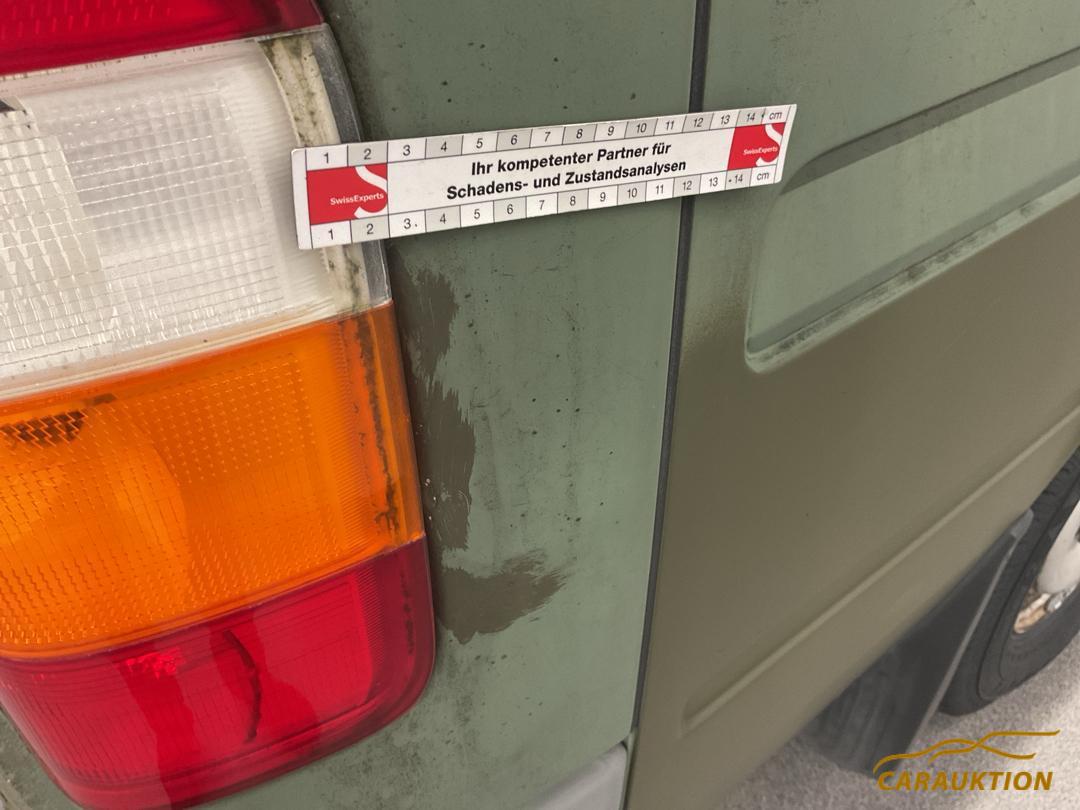 1 2 3 4 5 6 7 8 9 10 11 12 13 14 cm
Ihr kompetenter Partner für
Schadens- und Zustandsanalysen
SwissExperts
SwissExperts
1 2 3 4 5 6 7 8 9 10 11 12 13 14 cm
CARAUKTION